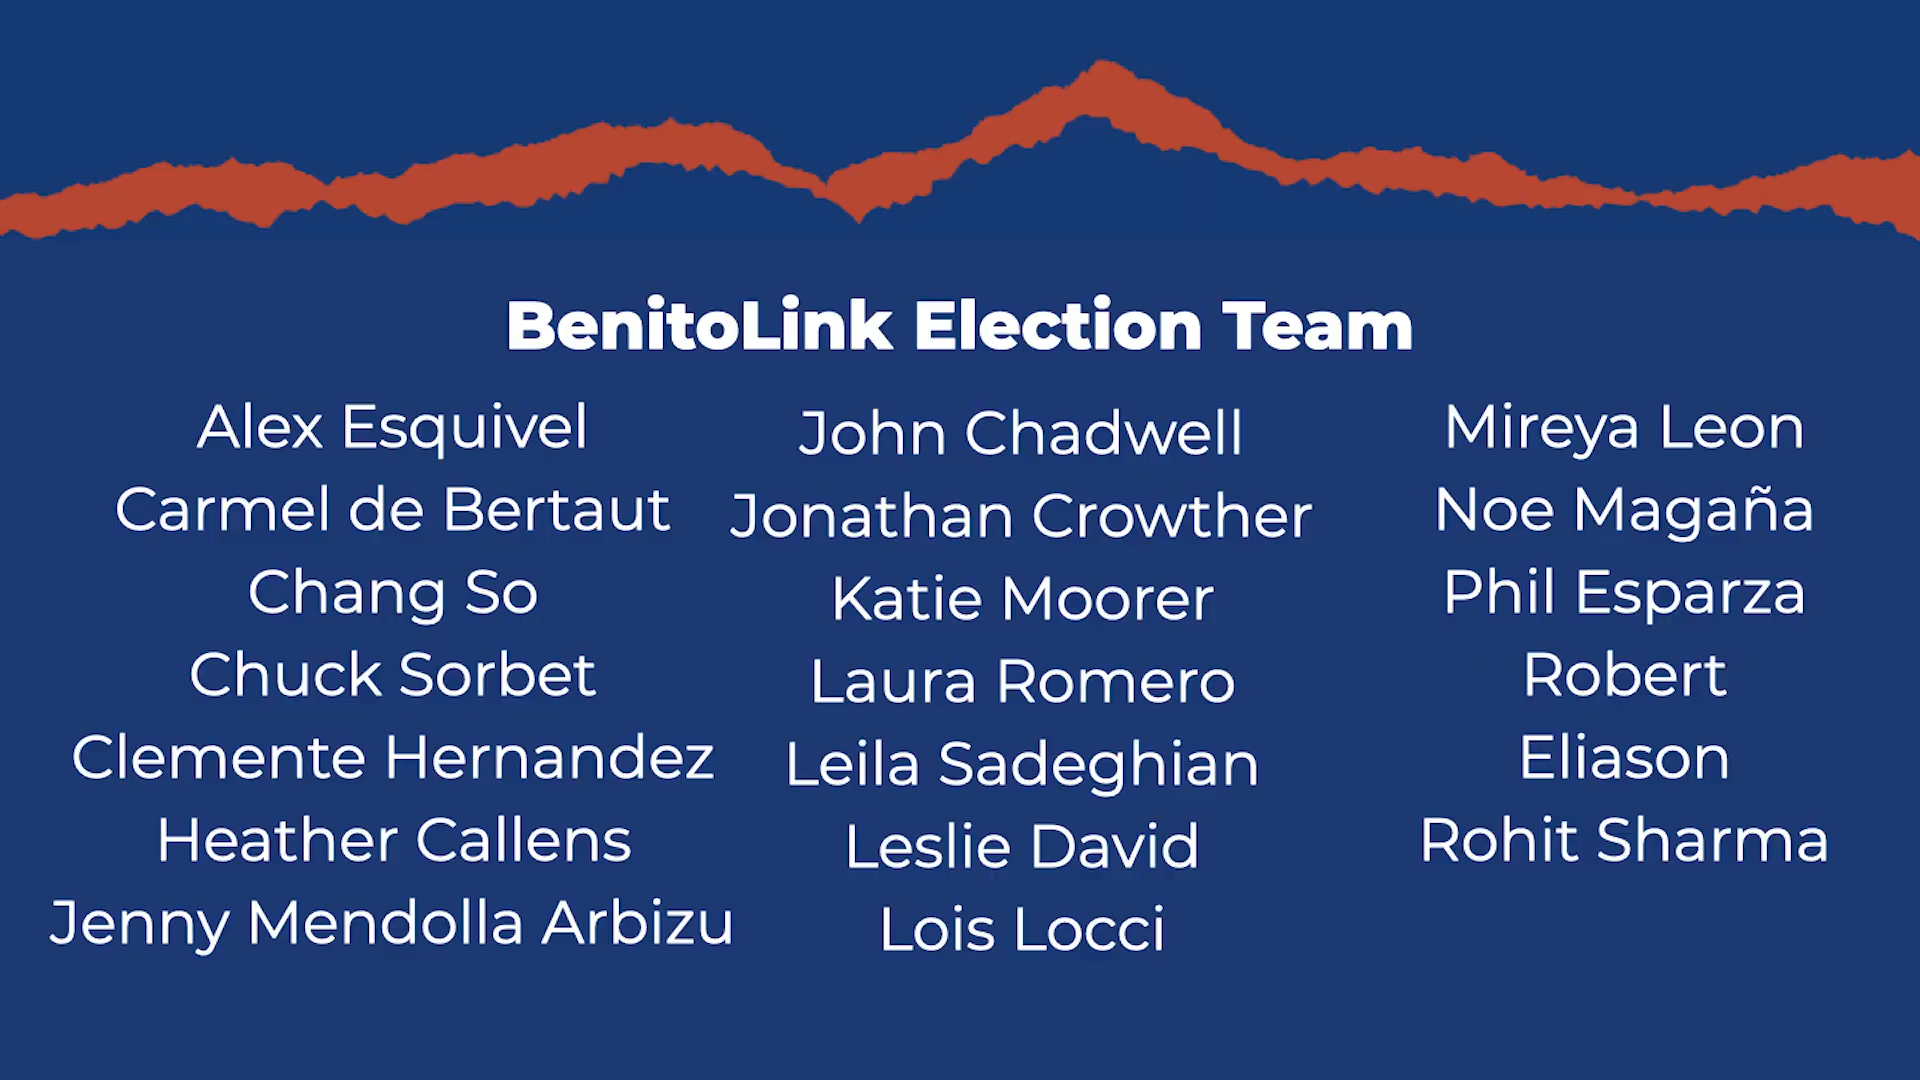 BenitoLink Election Team
Alex Esquivel
Carmel de Bertaut
Chang So
Chuck Sorbet
Clemente Hernandez
Heather Callens
Jenny Mendolla Arbizu
John Chadwell
Jonathan Crowther
Katie Moorer
Laura Romero
Leila Sadeghian
Leslie David
Lois Locci
Mireya Leon
Noe Magaña
Phil Esparza
Robert
Eliason
Rohit Sharma